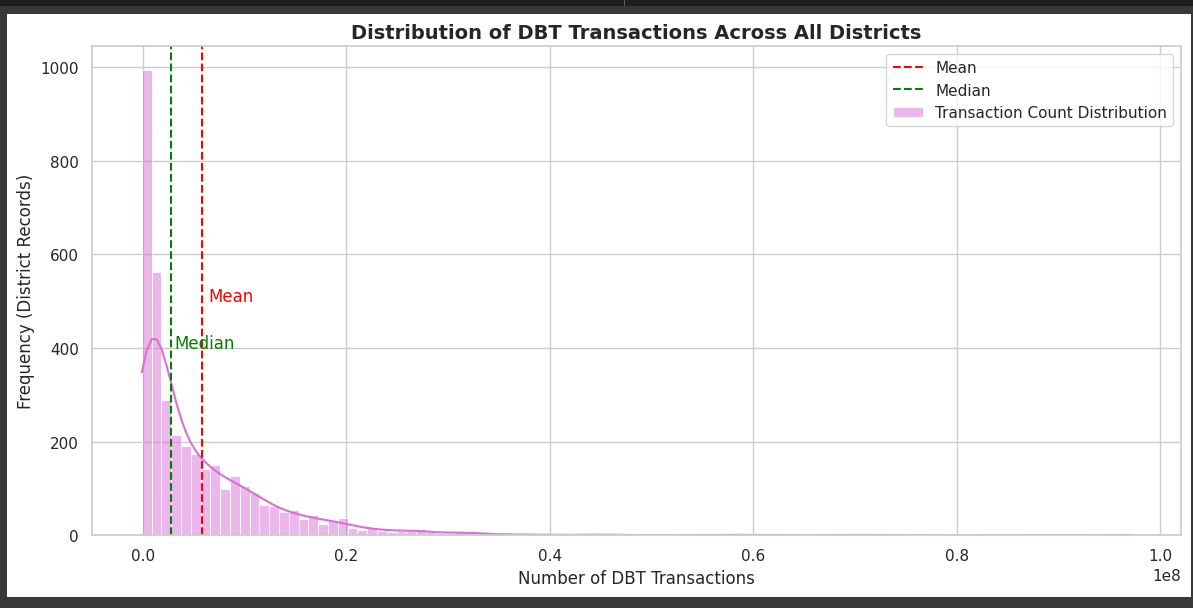 Distribution of DBT Transactions Across All Districts
Mean
Median
Transaction Count Distribution
Frequency (District Records)
1000
800
600
400
200
0
Mean
Median
0.0
0.2
0.4
0.6
0.8
1.0
1e8
Number of DBT Transactions